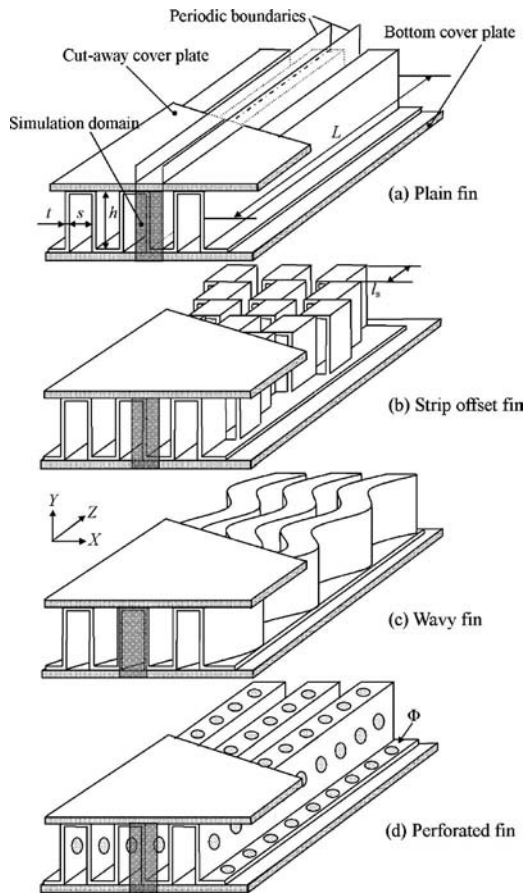 Periodic boundaries
Bottom cover plate
Cut-away cover plate
Simulation domain
L
t s h
(a) Plain fin
l_s
(b) Strip offset fin
Y
Z
X
(c) Wavy fin
Φ
(d) Perforated fin